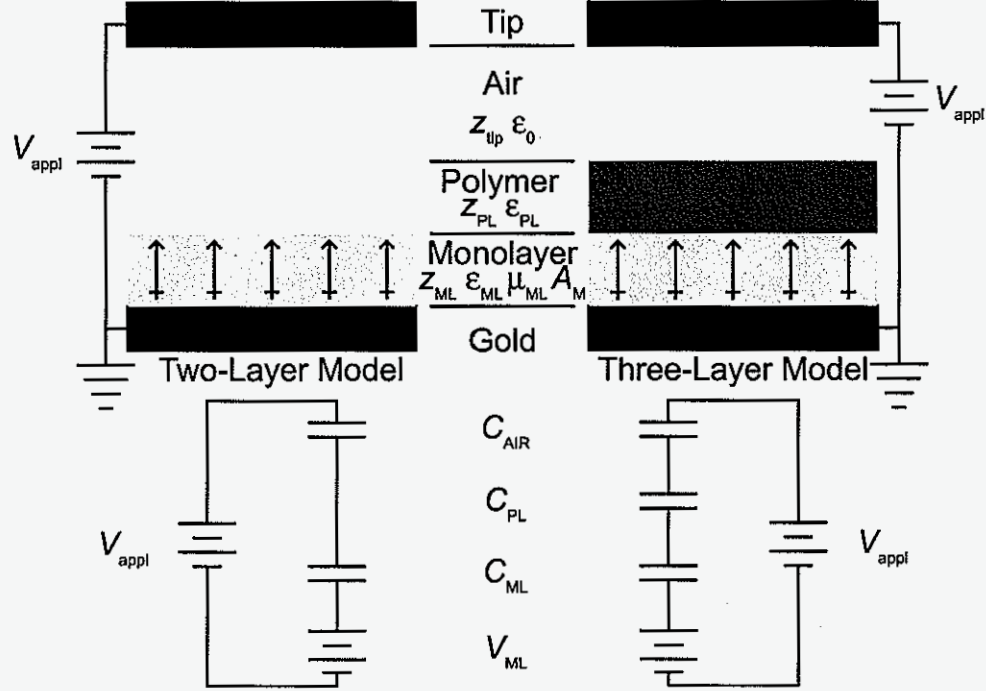 Tip
Air
z_tip ε_0
V_appl
V_appl
Polymer
z_PL ε_PL
Monolayer
z_ML ε_ML μ_ML A_M
Gold
Two-Layer Model
Three-Layer Model
C_AIR
C_PL
V_appl
V_appl
C_ML
V_ML